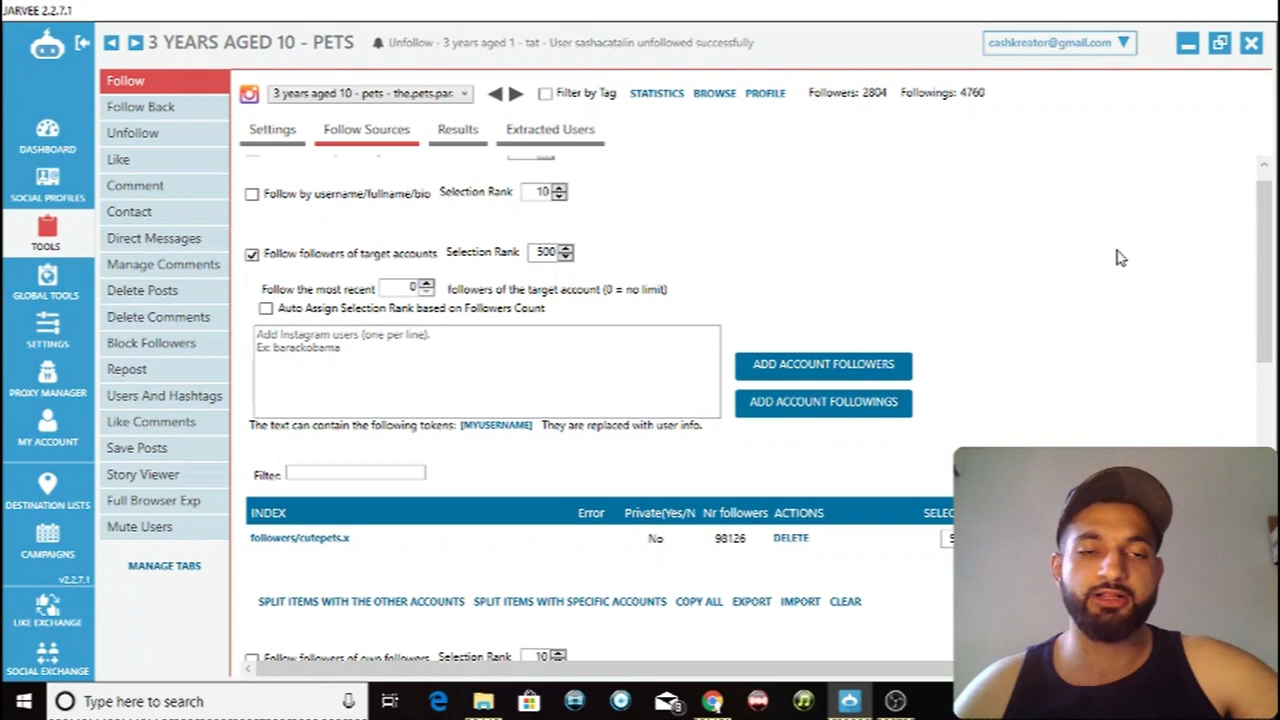 JARVEE 2.2.7.1
3 YEARS AGED 10 - PETS
Unfollow - 3 years aged 1 - tat - User sashacatalin unfollowed successfully
cashkreator@gmail.com
DASHBOARD
SOCIAL PROFILES
TOOLS
GLOBAL TOOLS
SETTINGS
PROXY MANAGER
MY ACCOUNT
DESTINATION LISTS
CAMPAIGNS
v2.2.7.1
LIKE EXCHANGE
SOCIAL EXCHANGE
Follow
Follow Back
Unfollow
Like
Comment
Contact
Direct Messages
Manage Comments
Delete Posts
Delete Comments
Block Followers
Repost
Users And Hashtags
Like Comments
Save Posts
Story Viewer
Full Browser Exp
Mute Users
MANAGE TABS
3 years aged 10 - pets - the.pets.par. Filter by Tag STATISTICS BROWSE PROFILE Followers: 2804 Followings: 4760
Settings Follow Sources Results Extracted Users
Follow by username/fullname/bio Selection Rank 10
Follow followers of target accounts Selection Rank 500
Follow the most recent 0 followers of the target account (0 = no limit)
Auto Assign Selection Rank based on Followers Count
Add Instagram users (one per line).
Ex: barackobama
ADD ACCOUNT FOLLOWERS
ADD ACCOUNT FOLLOWINGS
The text can contain the following tokens: [MYUSERNAME] They are replaced with user info.
Filter:
INDEX Error Private(Yes/N Nr followers ACTIONS SELEC
followers/cutepets.x No 98126 DELETE 5
SPLIT ITEMS WITH THE OTHER ACCOUNTS SPLIT ITEMS WITH SPECIFIC ACCOUNTS COPY ALL EXPORT IMPORT CLEAR
Follow followers of own followers Selection Rank 10
Type here to search
3